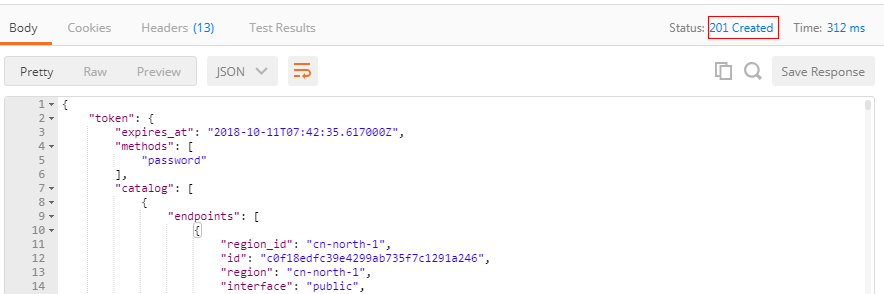 Body Cookies Headers (13) Test Results Status: 201 Created Time: 312 ms
Pretty Raw Preview JSON Save Response
1 {
2 "token": {
3 "expires_at": "2018-10-11T07:42:35.617000Z",
4 "methods": [
5 "password"
6 ],
7 "catalog": [
8 {
9 "endpoints": [
10 {
11 "region_id": "cn-north-1",
12 "id": "c0f18edfc39e4299ab735f7c1291a246",
13 "region": "cn-north-1",
14 "interface": "public",